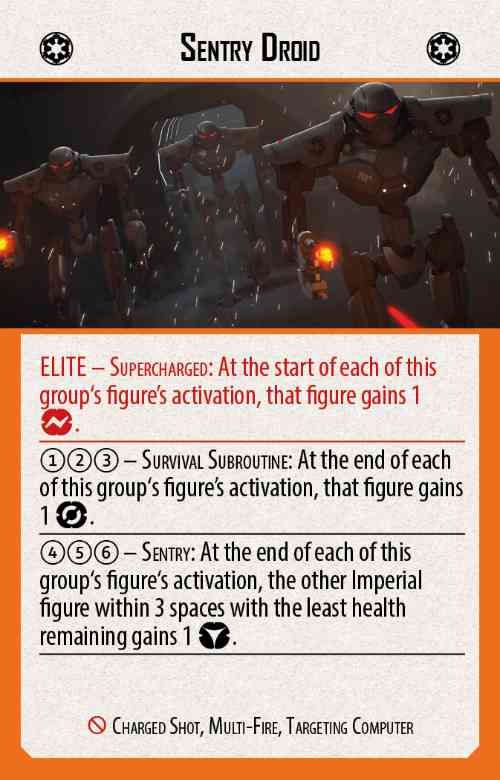 Sentry Droid
ELITE – Supercharged: At the start of each of this
group‘s figure’s activation, that figure gains 1
.
①②③ – Survival Subroutine: At the end of each
of this group‘s figure’s activation, that figure gains
1 .
④⑤⑥ – Sentry: At the end of each of this
group‘s figure‘s activation, the other Imperial
figure within 3 spaces with the least health
remaining gains 1 .
Charged Shot, Multi-Fire, Targeting Computer